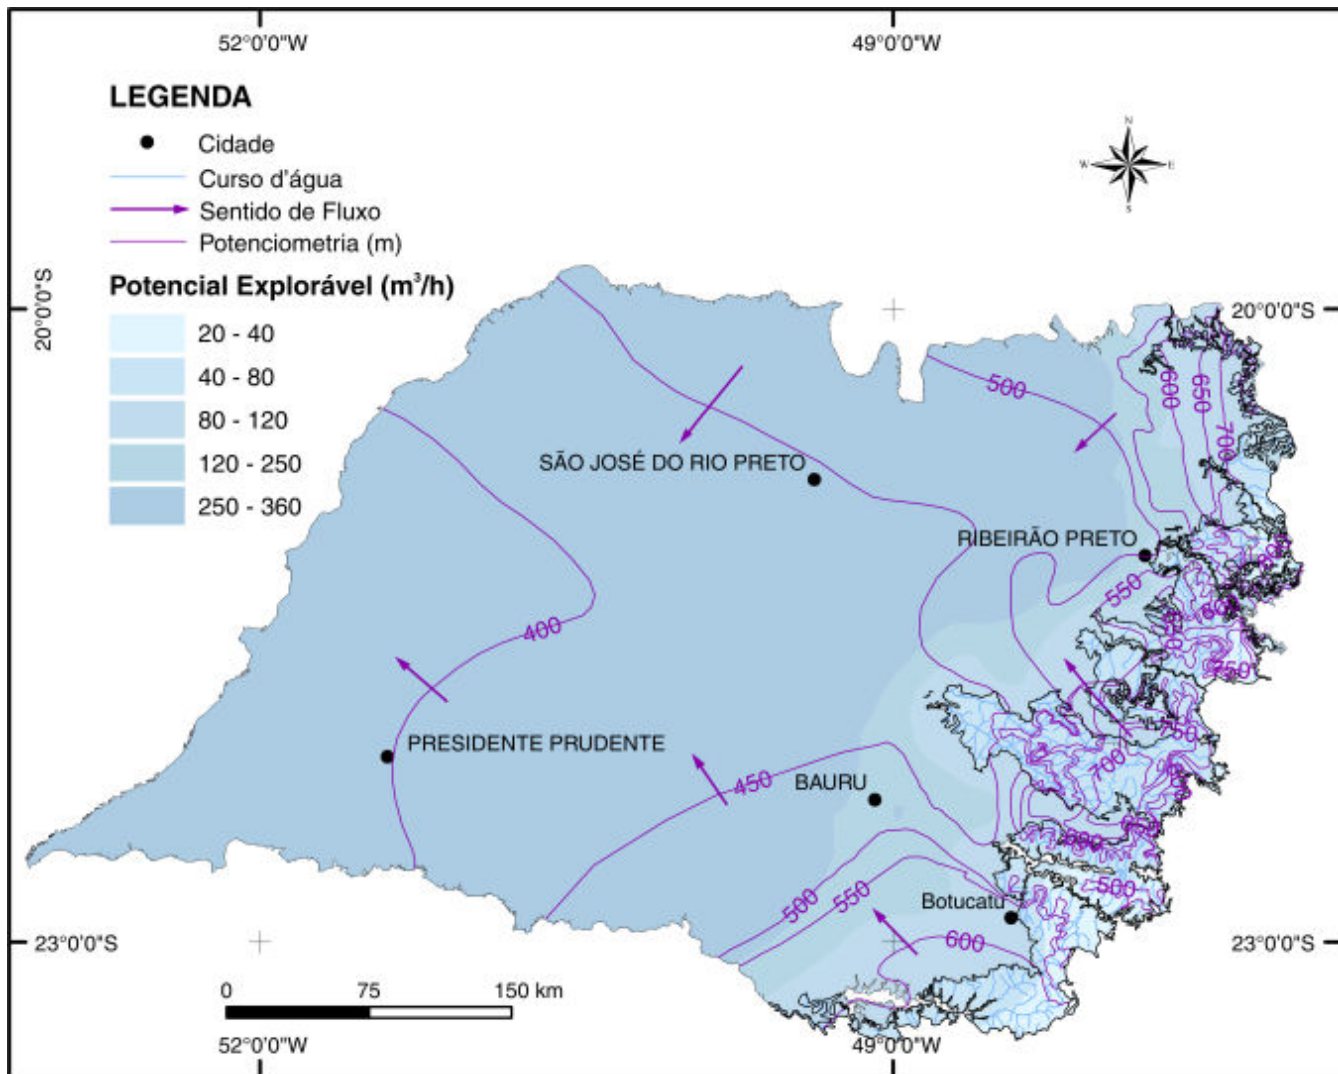 52°0'0"W
49°0'0"W
LEGENDA
Cidade
Curso d'água
Sentido de Fluxo
Potenciometria (m)
Potencial Explorável (m³/h)
20 - 40
40 - 80
80 - 120
120 - 250
250 - 360
N
W
E
S
20°0'0"S
20°0'0"S
500
600
650
700
SÃO JOSÉ DO RIO PRETO
RIBEIRÃO PRETO
550
400
750
PRESIDENTE PRUDENTE
700
450
BAURU
500
550
Botucatu
500
600
23°0'0"S
23°0'0"S
0
75
150 km
52°0'0"W
49°0'0"W